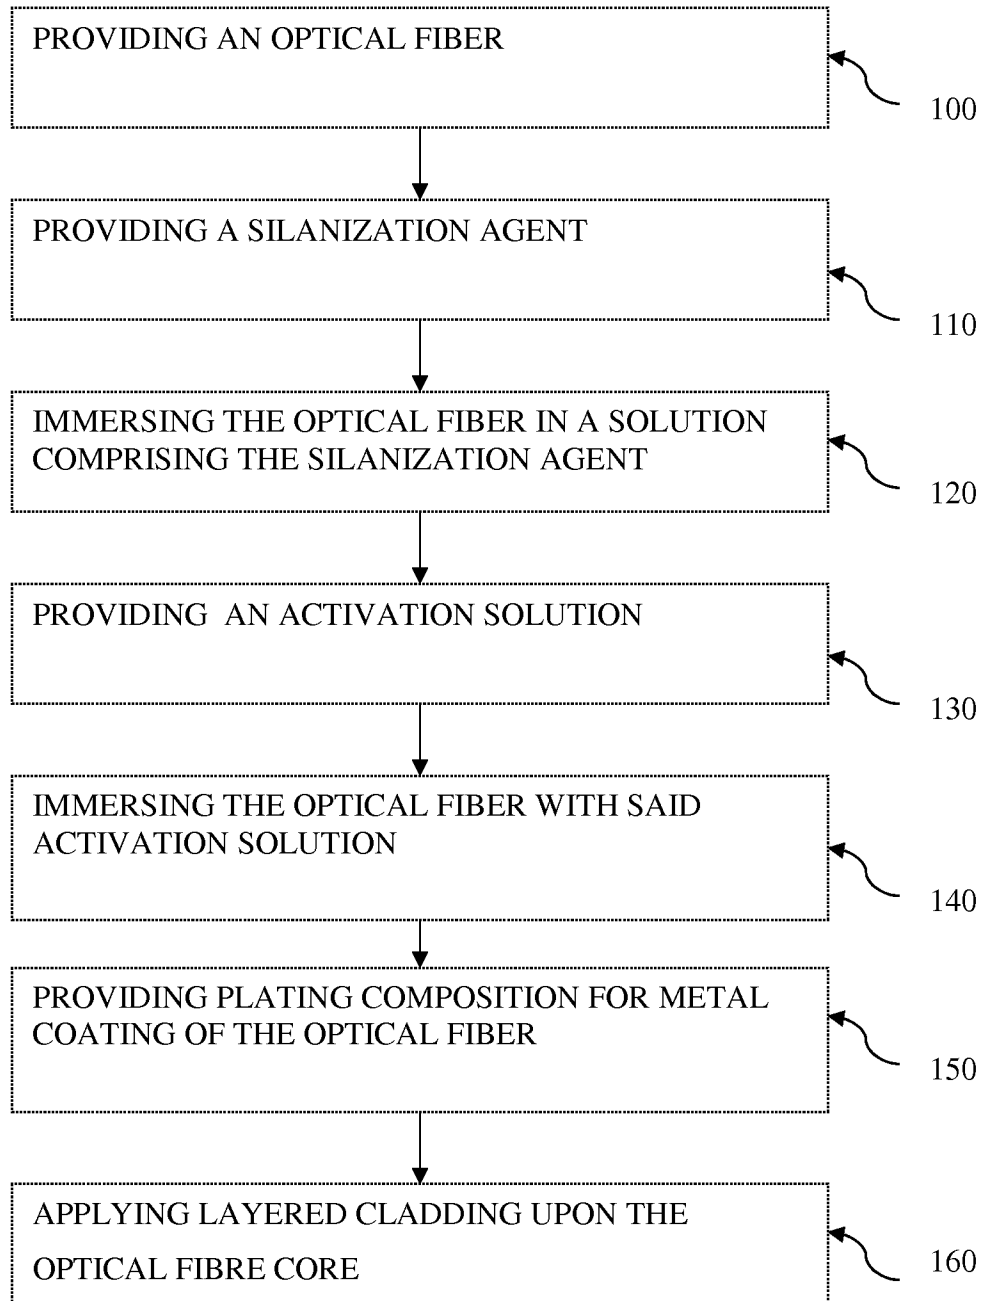 PROVIDING AN OPTICAL FIBER
100
PROVIDING A SILANIZATION AGENT
110
IMMERSING THE OPTICAL FIBER IN A SOLUTION
COMPRISING THE SILANIZATION AGENT
120
PROVIDING AN ACTIVATION SOLUTION
130
IMMERSING THE OPTICAL FIBER WITH SAID
ACTIVATION SOLUTION
140
PROVIDING PLATING COMPOSITION FOR METAL
COATING OF THE OPTICAL FIBER
150
APPLYING LAYERED CLADDING UPON THE
OPTICAL FIBRE CORE
160